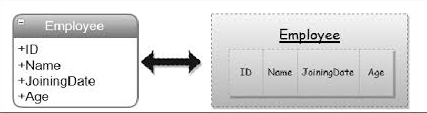 Employee
+ID
+Name
+JoiningDate
+Age
Employee
ID Name JoiningDate Age